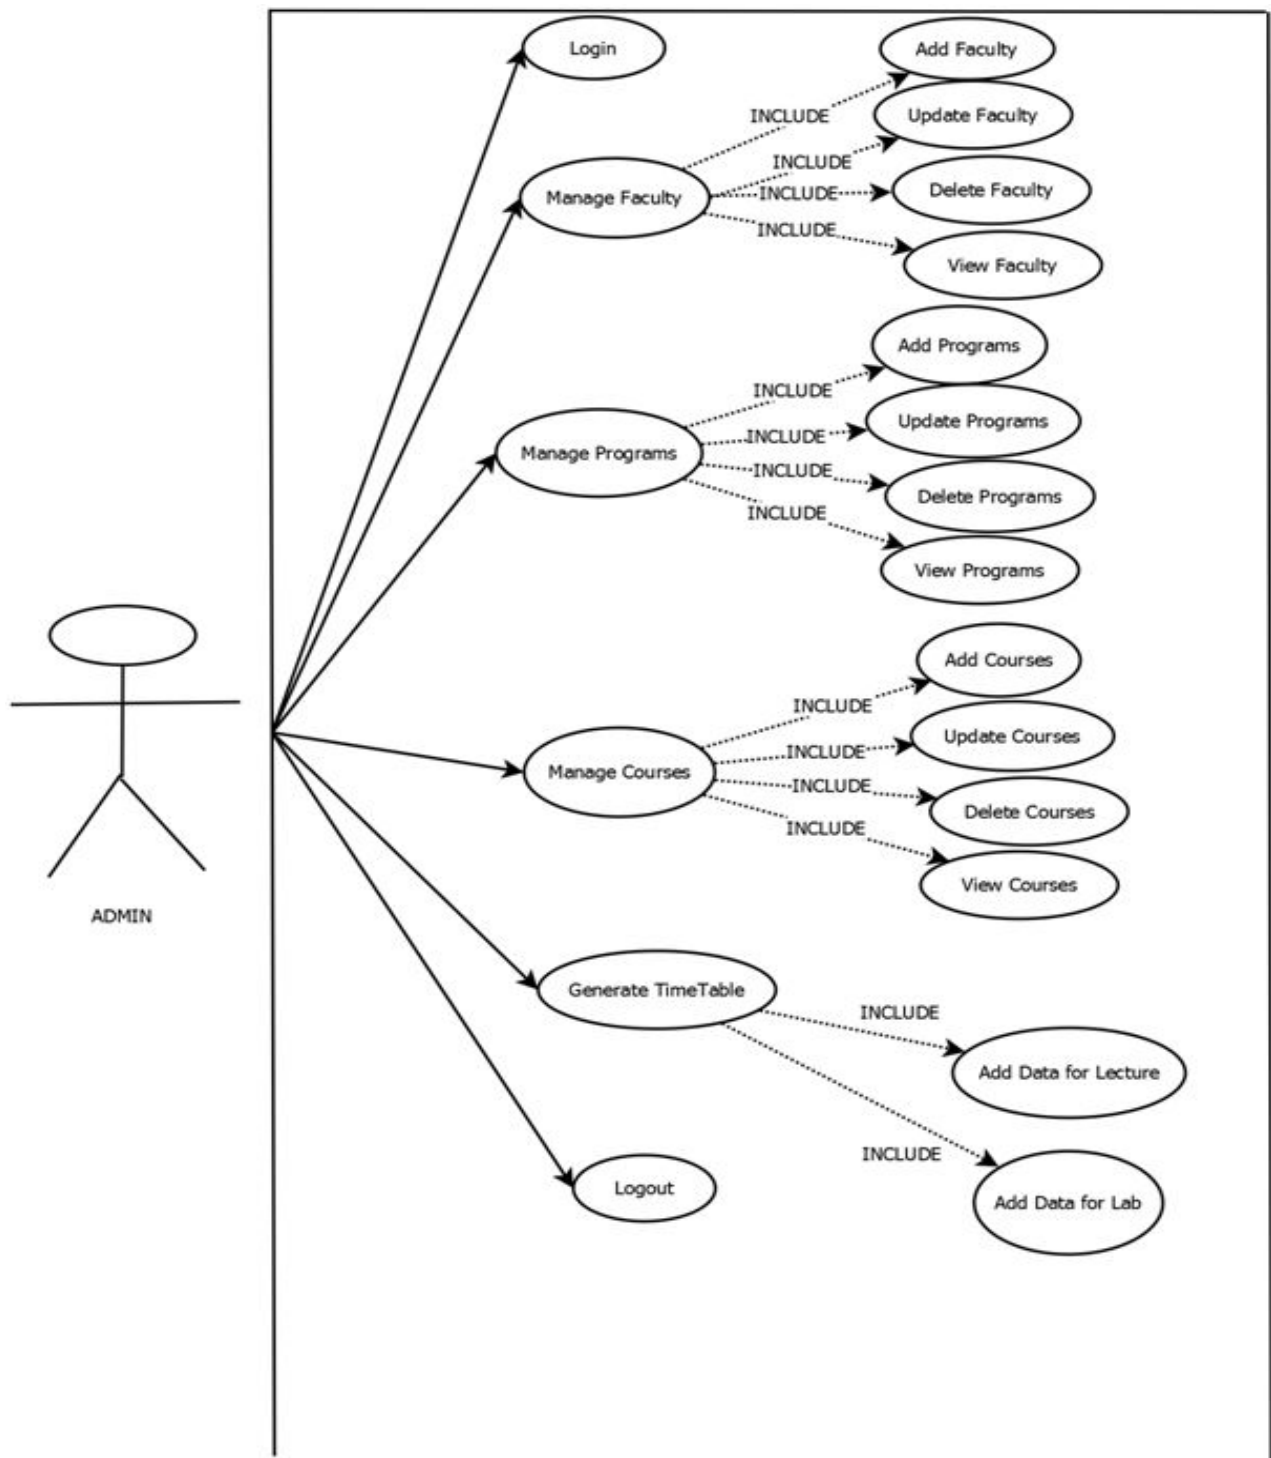 Login
Add Faculty
INCLUDE
Update Faculty
INCLUDE
Manage Faculty
INCLUDE
Delete Faculty
INCLUDE
View Faculty
Add Programs
INCLUDE
Update Programs
INCLUDE
Manage Programs
INCLUDE
Delete Programs
INCLUDE
View Programs
Add Courses
INCLUDE
Update Courses
INCLUDE
Manage Courses
INCLUDE
Delete Courses
INCLUDE
View Courses
ADMIN
Generate TimeTable
INCLUDE
Add Data for Lecture
INCLUDE
Logout
Add Data for Lab